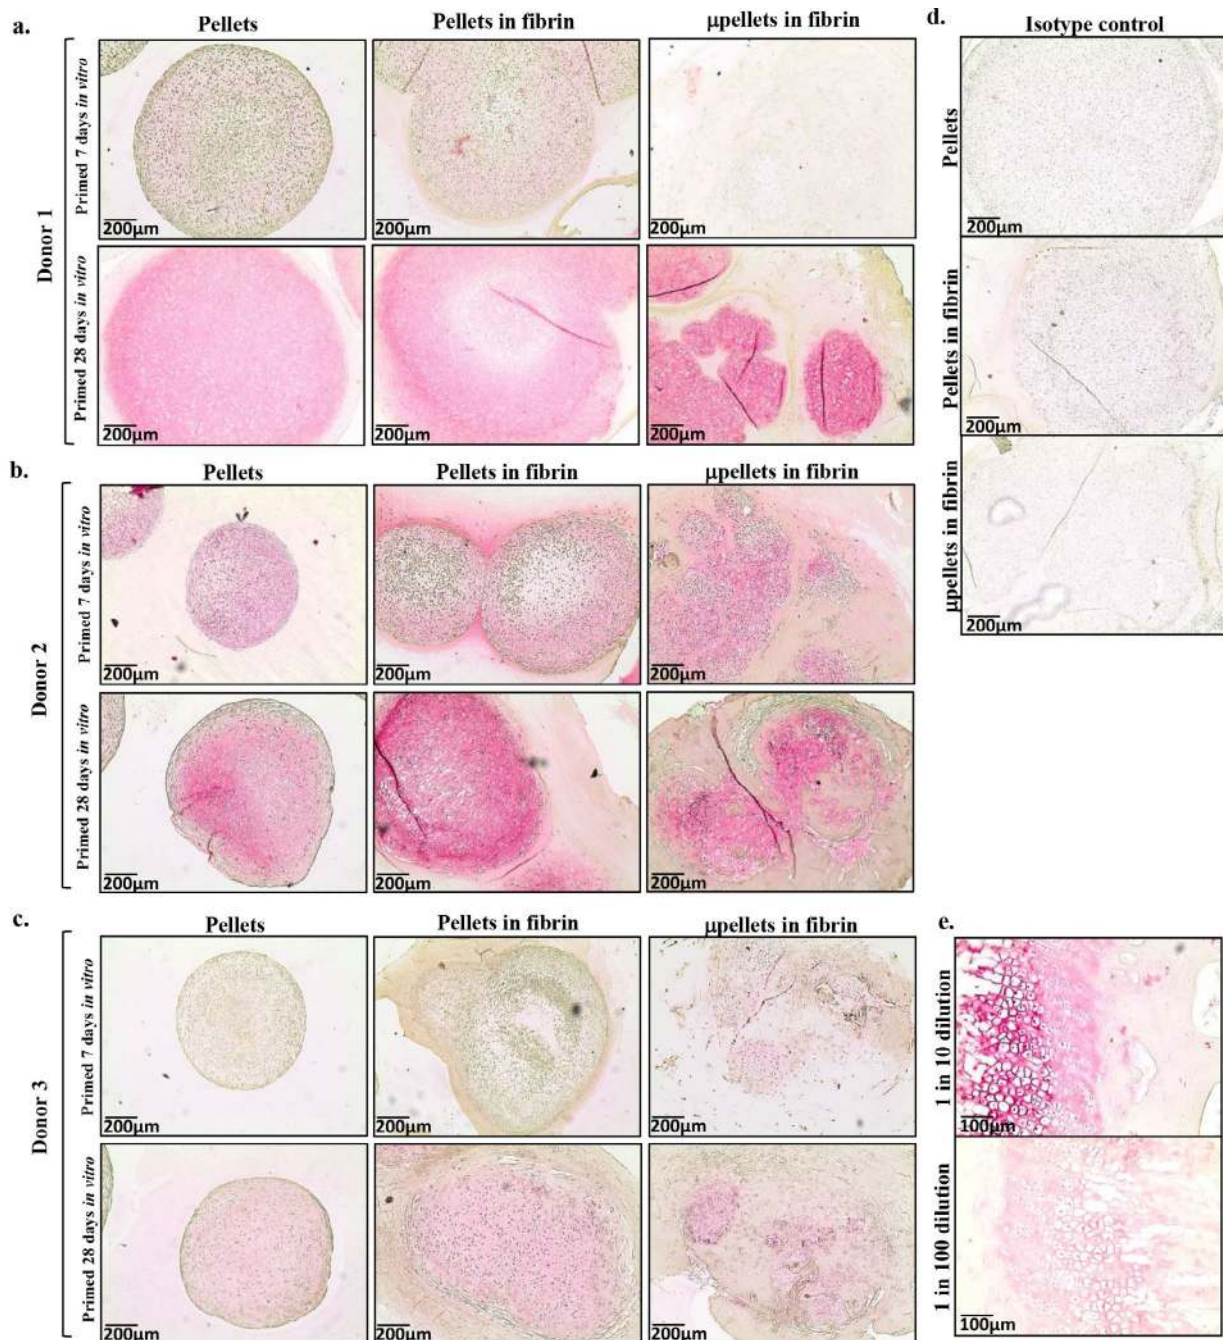 a.
Pellets
Pellets in fibrin
μpellets in fibrin
Donor 1
Primed 7 days in vitro
200μm
200μm
200μm
Primed 28 days in vitro
200μm
200μm
200μm
b.
Pellets
Pellets in fibrin
μpellets in fibrin
Donor 2
Primed 7 days in vitro
200μm
200μm
200μm
Primed 28 days in vitro
200μm
200μm
200μm
c.
Pellets
Pellets in fibrin
μpellets in fibrin
Donor 3
Primed 7 days in vitro
200μm
200μm
200μm
Primed 28 days in vitro
200μm
200μm
200μm
d.
Isotype control
Pellets
200μm
Pellets in fibrin
200μm
μpellets in fibrin
200μm
e.
1 in 10 dilution
100μm
1 in 100 dilution
100μm